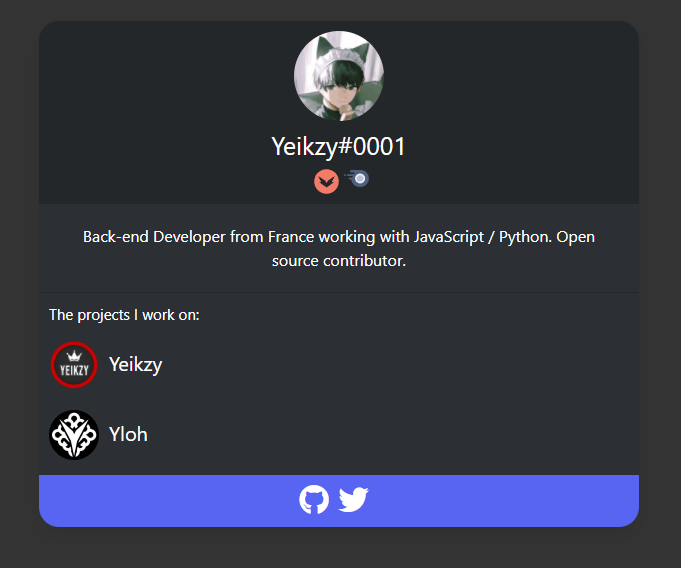 Yeikzy#0001
Back-end Developer from France working with JavaScript / Python. Open
source contributor.
The projects I work on:
YEIKZY
Yeikzy
Yloh